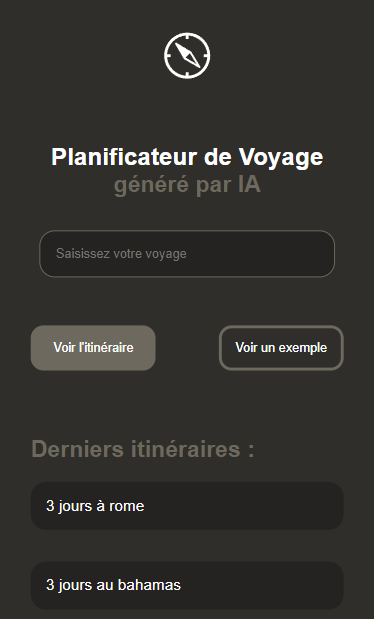 Planificateur de Voyage
généré par IA
Saisissez votre voyage
Voir l'itinéraire
Voir un exemple
Derniers itinéraires :
3 jours à rome
3 jours au bahamas